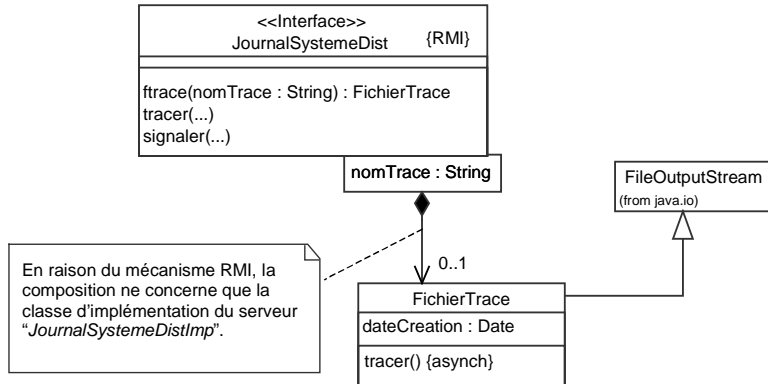 <<Interface>>
JournalSystemeDist {RMI}
ftrace(nomTrace : String) : FichierTrace
tracer(...)
signaler(...)
nomTrace : String
FileOutputStream
(from java.io)
0..1
En raison du mécanisme RMI, la
composition ne concerne que la
classe d'implémentation du serveur
“JournalSystemeDistImp”.
FichierTrace
dateCreation : Date
tracer() {asynch}